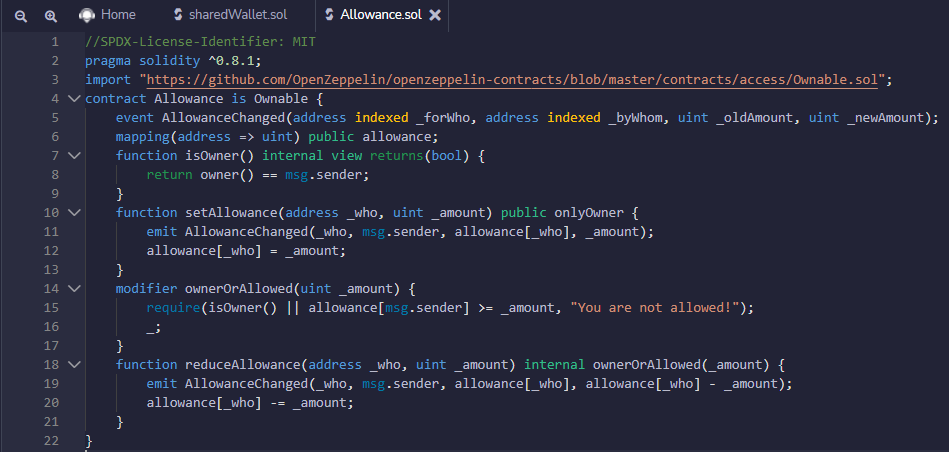 Home sharedWallet.sol Allowance.sol
1 //SPDX-License-Identifier: MIT
2 pragma solidity ^0.8.1;
3 import "https://github.com/OpenZeppelin/openzeppelin-contracts/blob/master/contracts/access/Ownable.sol";
4 contract Allowance is Ownable {
5 event AllowanceChanged(address indexed _forWho, address indexed _byWhom, uint _oldAmount, uint _newAmount);
6 mapping(address => uint) public allowance;
7 function isOwner() internal view returns(bool) {
8 return owner() == msg.sender;
9 }
10 function setAllowance(address _who, uint _amount) public onlyOwner {
11 emit AllowanceChanged(_who, msg.sender, allowance[_who], _amount);
12 allowance[_who] = _amount;
13 }
14 modifier ownerOrAllowed(uint _amount) {
15 require(isOwner() || allowance[msg.sender] >= _amount, "You are not allowed!");
16 _;
17 }
18 function reduceAllowance(address _who, uint _amount) internal ownerOrAllowed(_amount) {
19 emit AllowanceChanged(_who, msg.sender, allowance[_who], allowance[_who] - _amount);
20 allowance[_who] -= _amount;
21 }
22 }